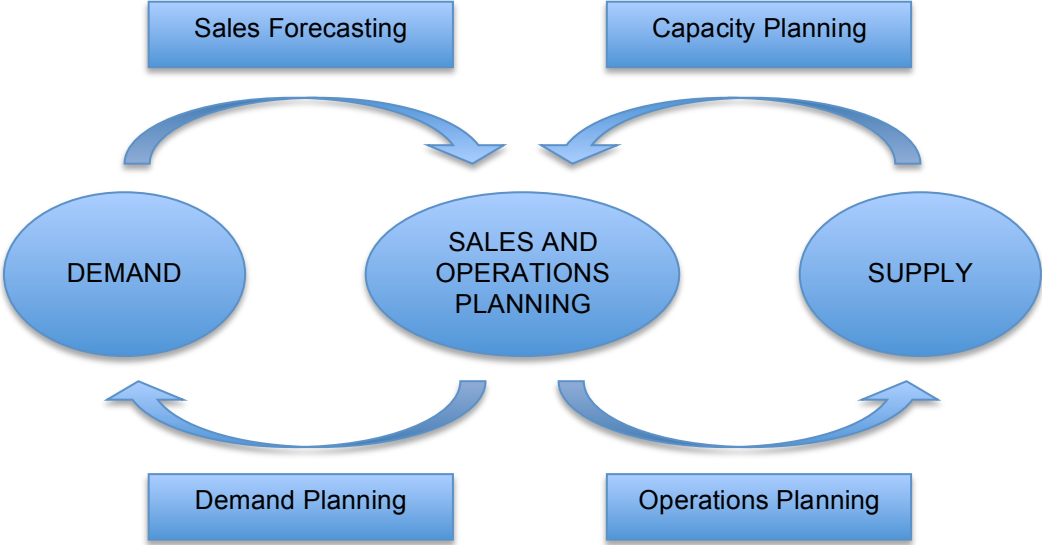 Sales Forecasting
Capacity Planning
DEMAND
SALES AND
OPERATIONS
PLANNING
SUPPLY
Demand Planning
Operations Planning